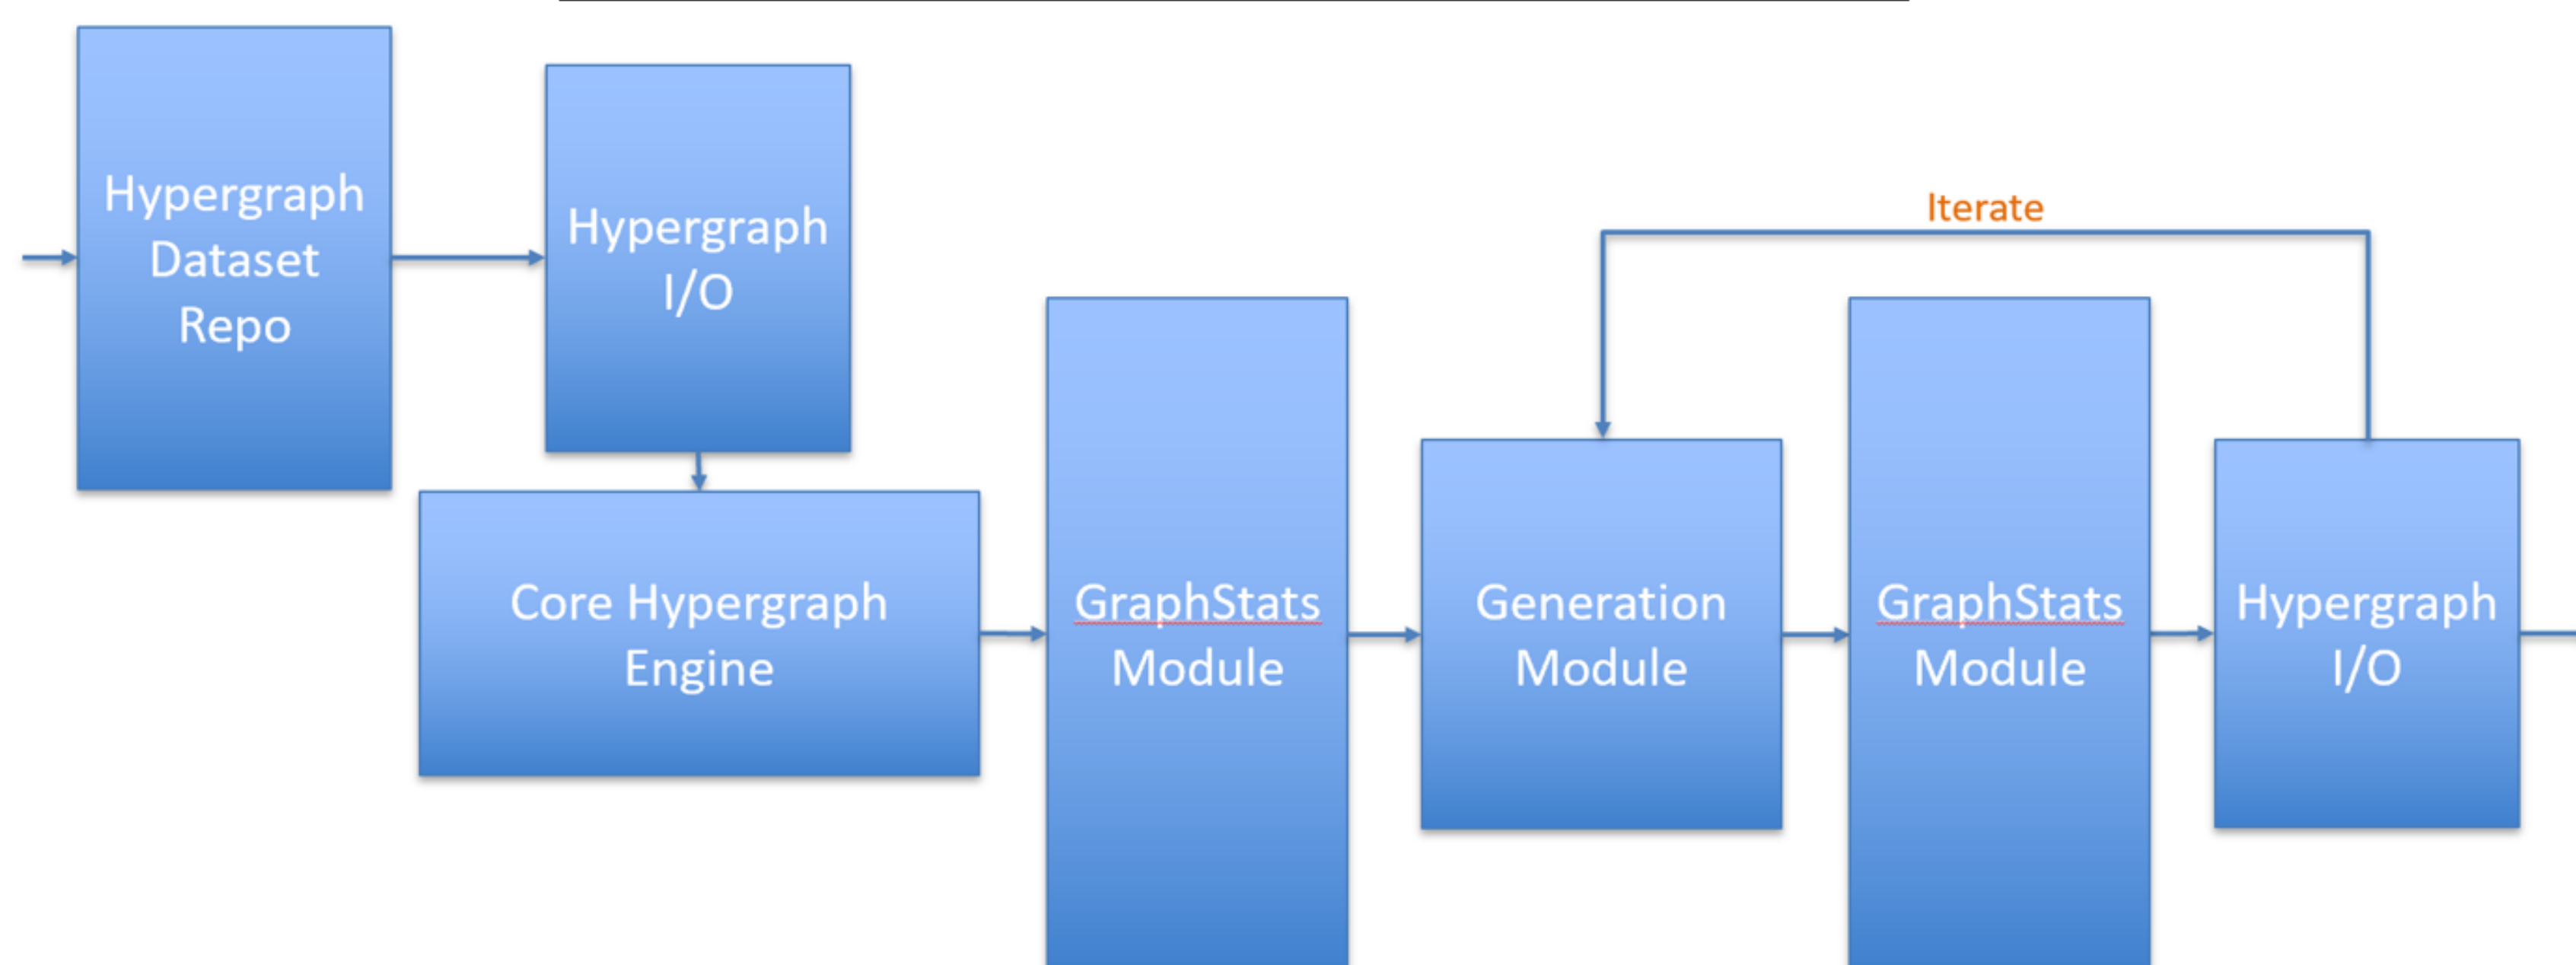 Hypergraph
Dataset
Repo
Hypergraph
I/O
Iterate
Core Hypergraph
Engine
GraphStats
Module
Generation
Module
GraphStats
Module
Hypergraph
I/O